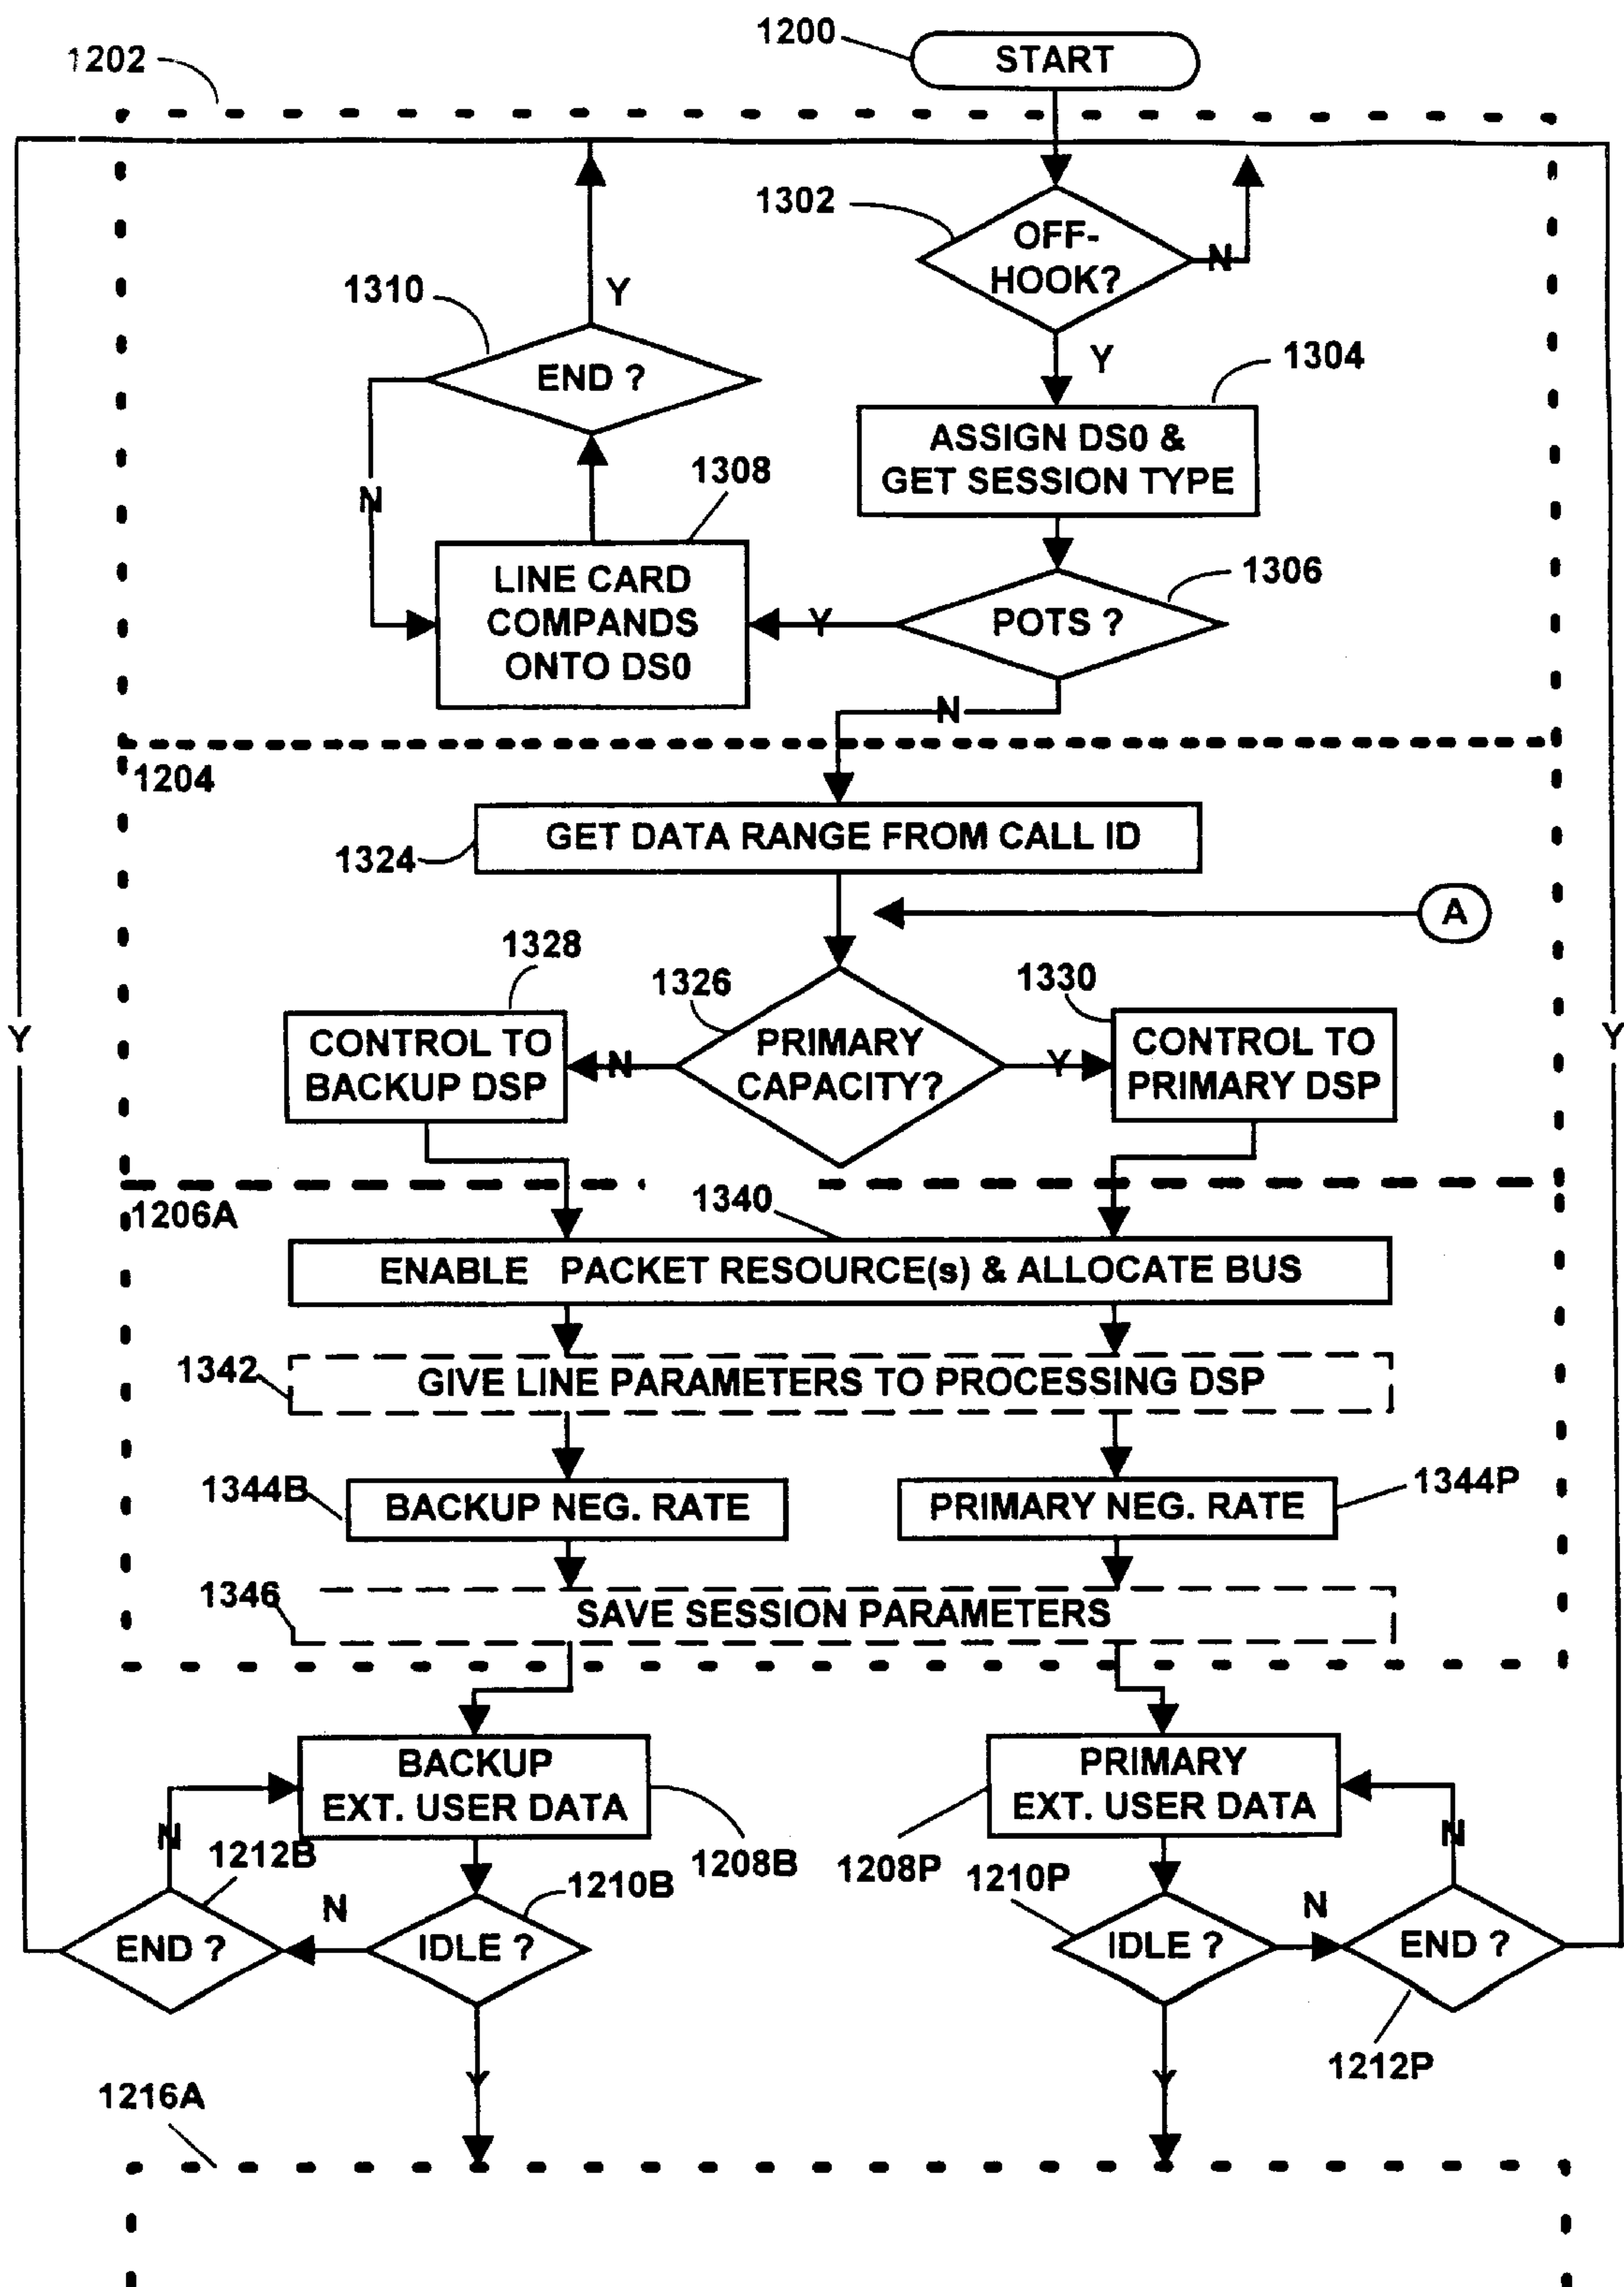 1200
START
1202
1302
OFF-
HOOK?
N
1310
Y
END ?
Y
1304
ASSIGN DS0 &
GET SESSION TYPE
N
1308
LINE CARD
COMPANDS
ONTO DS0
Y
POTS ?
1306
N
1204
GET DATA RANGE FROM CALL ID
1324
A
1328
1326
1330
Y
CONTROL TO
BACKUP DSP
N
PRIMARY
CAPACITY?
Y
CONTROL TO
PRIMARY DSP
Y
1206A
1340
ENABLE PACKET RESOURCE(s) & ALLOCATE BUS
1342
GIVE LINE PARAMETERS TO PROCESSING DSP
1344B
BACKUP NEG. RATE
PRIMARY NEG. RATE
1344P
1346
SAVE SESSION PARAMETERS
BACKUP
EXT. USER DATA
PRIMARY
EXT. USER DATA
N
1212B
1208B
1208P
N
1210B
1210P
N
END ?
IDLE ?
IDLE ?
N
END ?
Y
Y
1212P
1216A